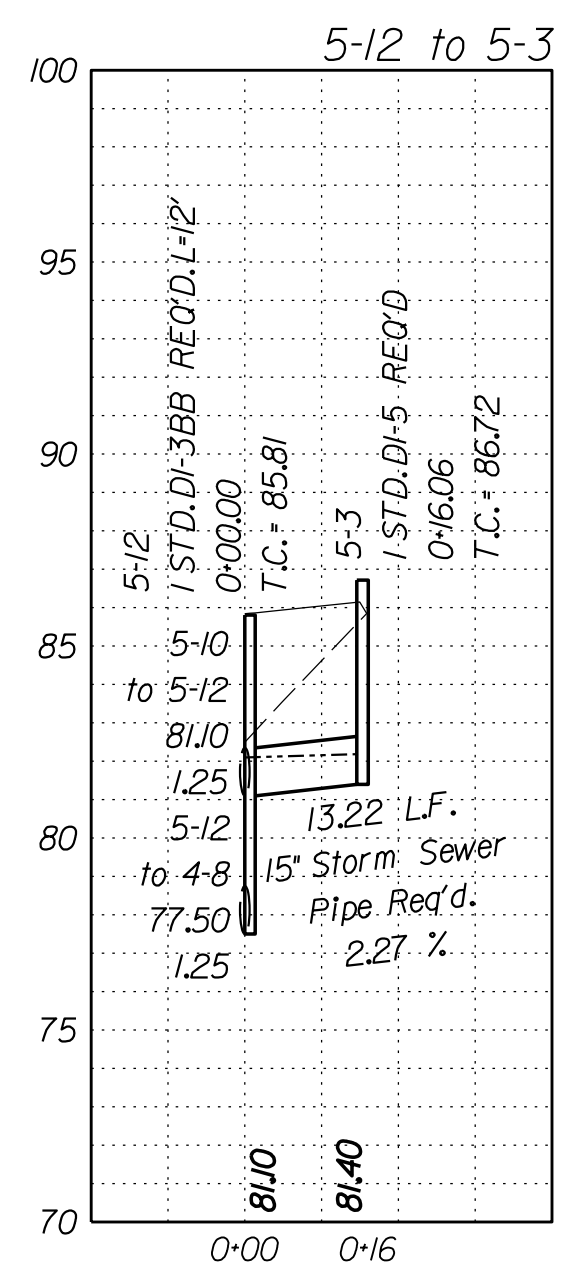 5-12 to 5-3
100
95
90
85
80
75
70
5-12
1 STD. DI-3BB REQ'D. L=12'
0+00.00
T.C. = 85.81
5-3
1 STD. DI-5 REQ'D
0+16.06
T.C. = 86.72
5-10
to 5-12
81.10
1.25
5-12
to 4-8
77.50
1.25
13.22 L.F.
15" Storm Sewer
Pipe Req'd.
2.27 %
81.10
81.40
0+00
0+16